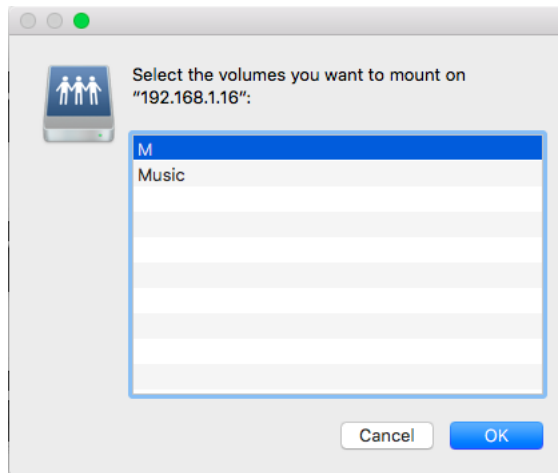 Select the volumes you want to mount on
“192.168.1.16”:
M
Music
Cancel
OK